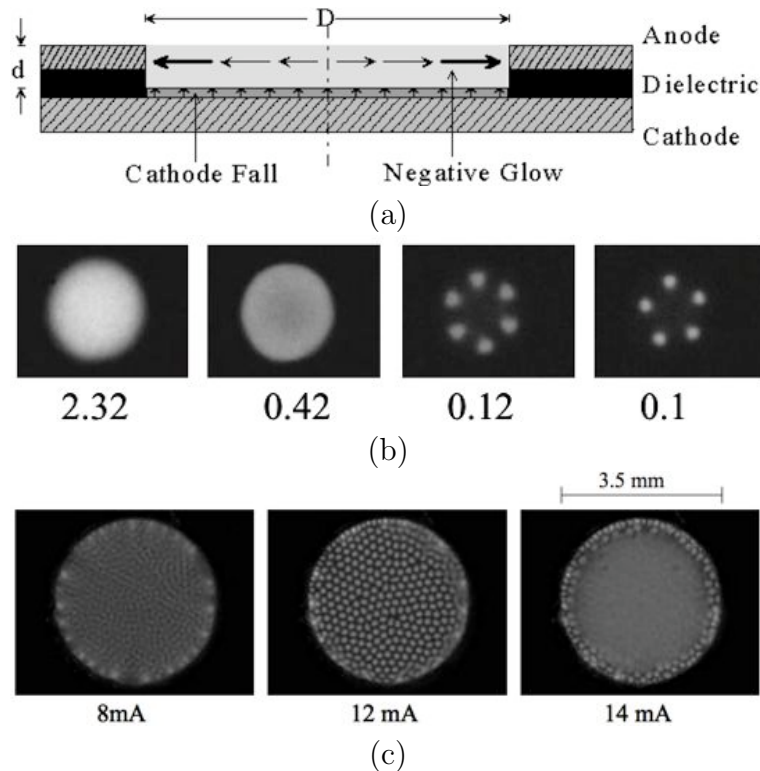 D
Anode
d
Dielectric
Cathode
Cathode Fall
Negative Glow
(a)
2.32 0.42 0.12 0.1
(b)
3.5 mm
8mA 12 mA 14 mA
(c)